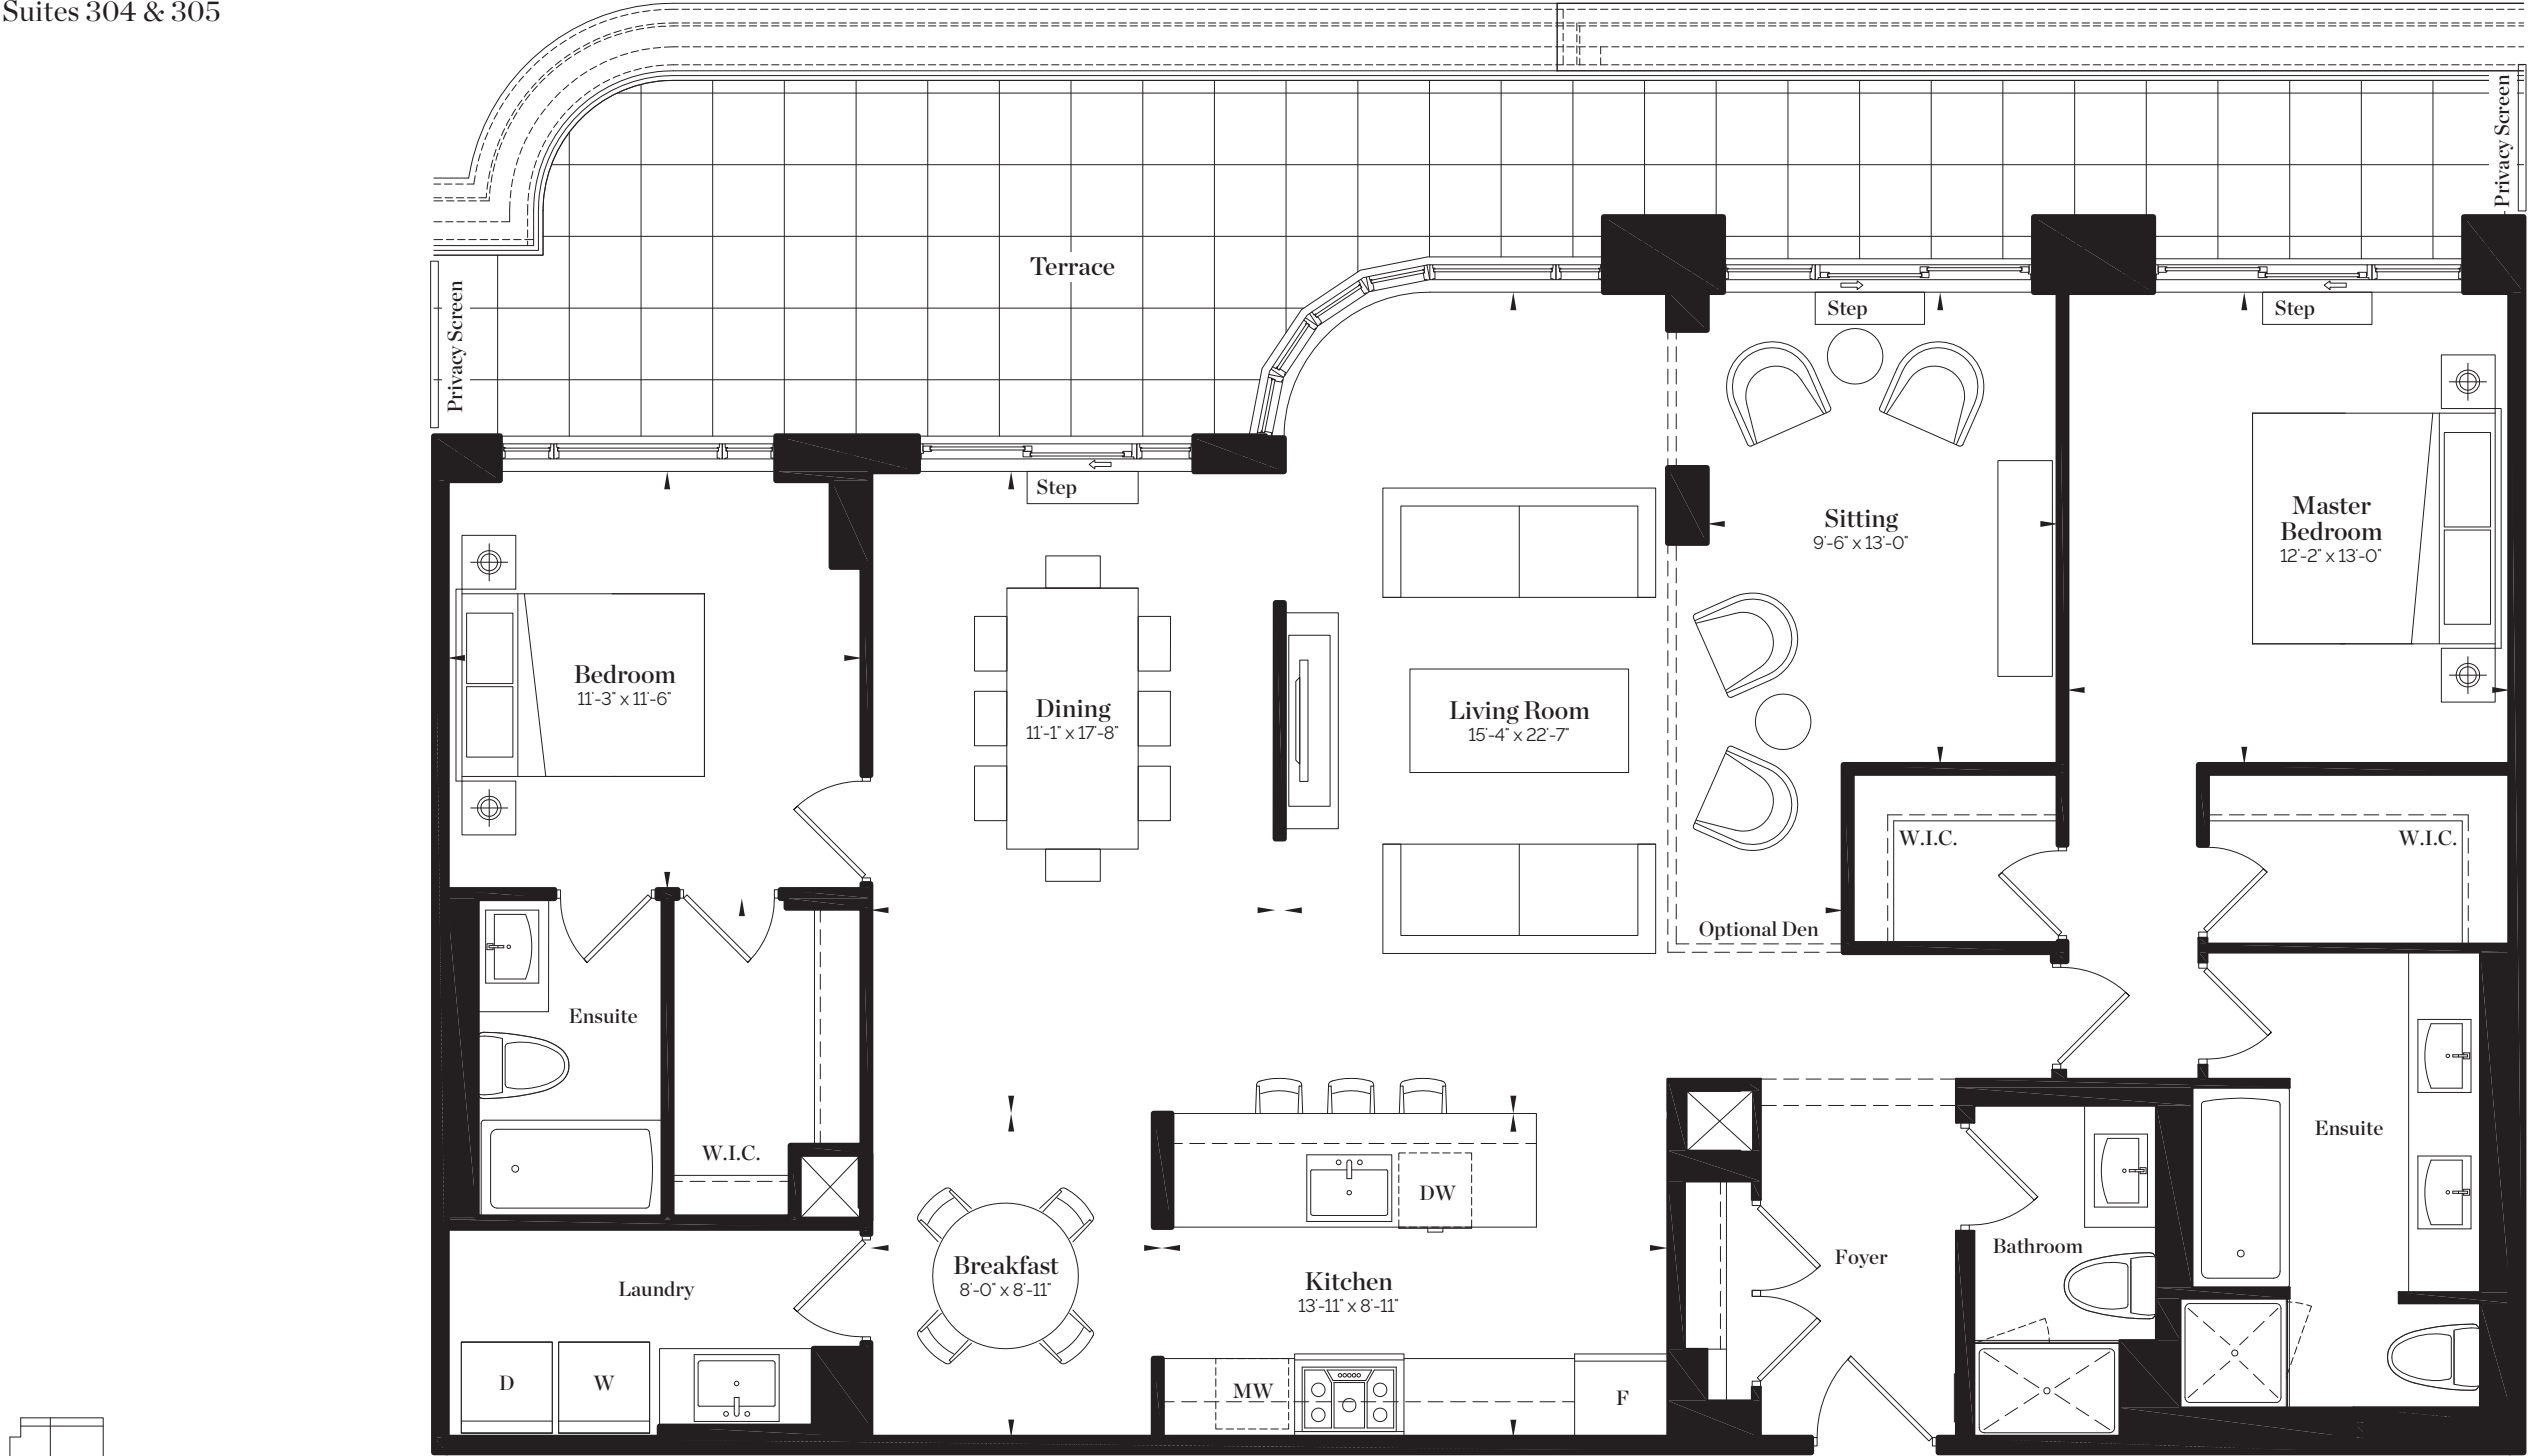 Suites 304 & 305
Privacy Screen
Terrace
Privacy Screen
Step
Step
Step
Sitting
9'-6" x 13'-0"
Master
Bedroom
12'-2" x 13'-0"
Bedroom
11'-3" x 11'-6"
Dining
11'-1" x 17'-8"
Living Room
15'-4" x 22'-7"
W.I.C.
W.I.C.
Optional Den
Ensuite
W.I.C.
Ensuite
DW
Breakfast
8'-0" x 8'-11"
Kitchen
13'-11" x 8'-11"
Foyer
Bathroom
Laundry
D
W
MW
F